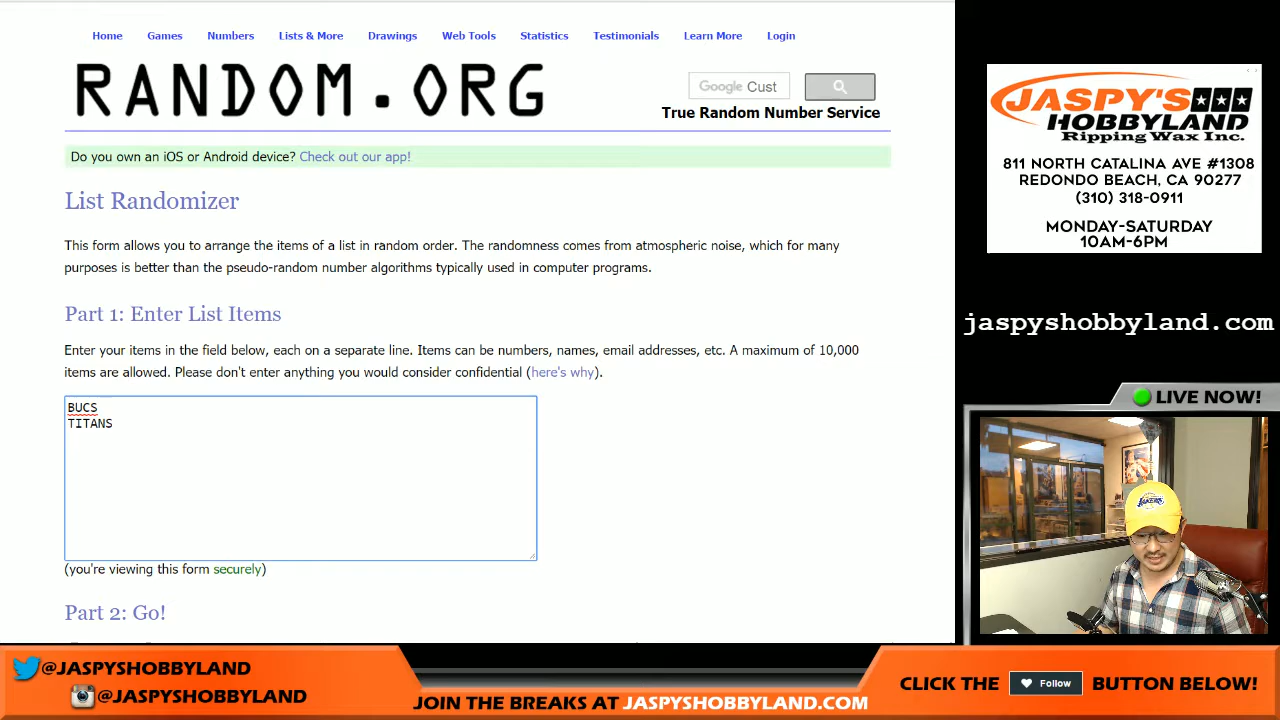 Home Games Numbers Lists & More Drawings Web Tools Statistics Testimonials Learn More Login
RANDOM.ORG
Google Cust
True Random Number Service
Do you own an iOS or Android device? Check out our app!
List Randomizer
This form allows you to arrange the items of a list in random order. The randomness comes from atmospheric noise, which for many
purposes is better than the pseudo-random number algorithms typically used in computer programs.
Part 1: Enter List Items
Enter your items in the field below, each on a separate line. Items can be numbers, names, email addresses, etc. A maximum of 10,000
items are allowed. Please don't enter anything you would consider confidential (here's why).
BUCS
TITANS
(you're viewing this form securely)
Part 2: Go!
JASPY'S
HOBBYLAND
Ripping Wax Inc.
811 NORTH CATALINA AVE #1308
REDONDO BEACH, CA 90277
(310) 318-0911
MONDAY-SATURDAY
10AM-6PM
jaspyshobbyland.com
LIVE NOW!
LAKERS
@JASPYSHOBBYLAND
@JASPYSHOBBYLAND
JOIN THE BREAKS AT JASPYSHOBBYLAND.COM
CLICK THE Follow BUTTON BELOW!